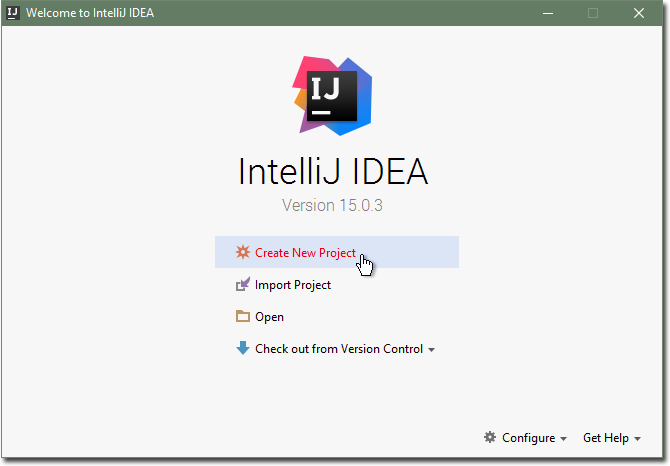 IJ Welcome to IntelliJ IDEA
IJ
IntelliJ IDEA
Version 15.0.3
Create New Project
Import Project
Open
Check out from Version Control
Configure Get Help